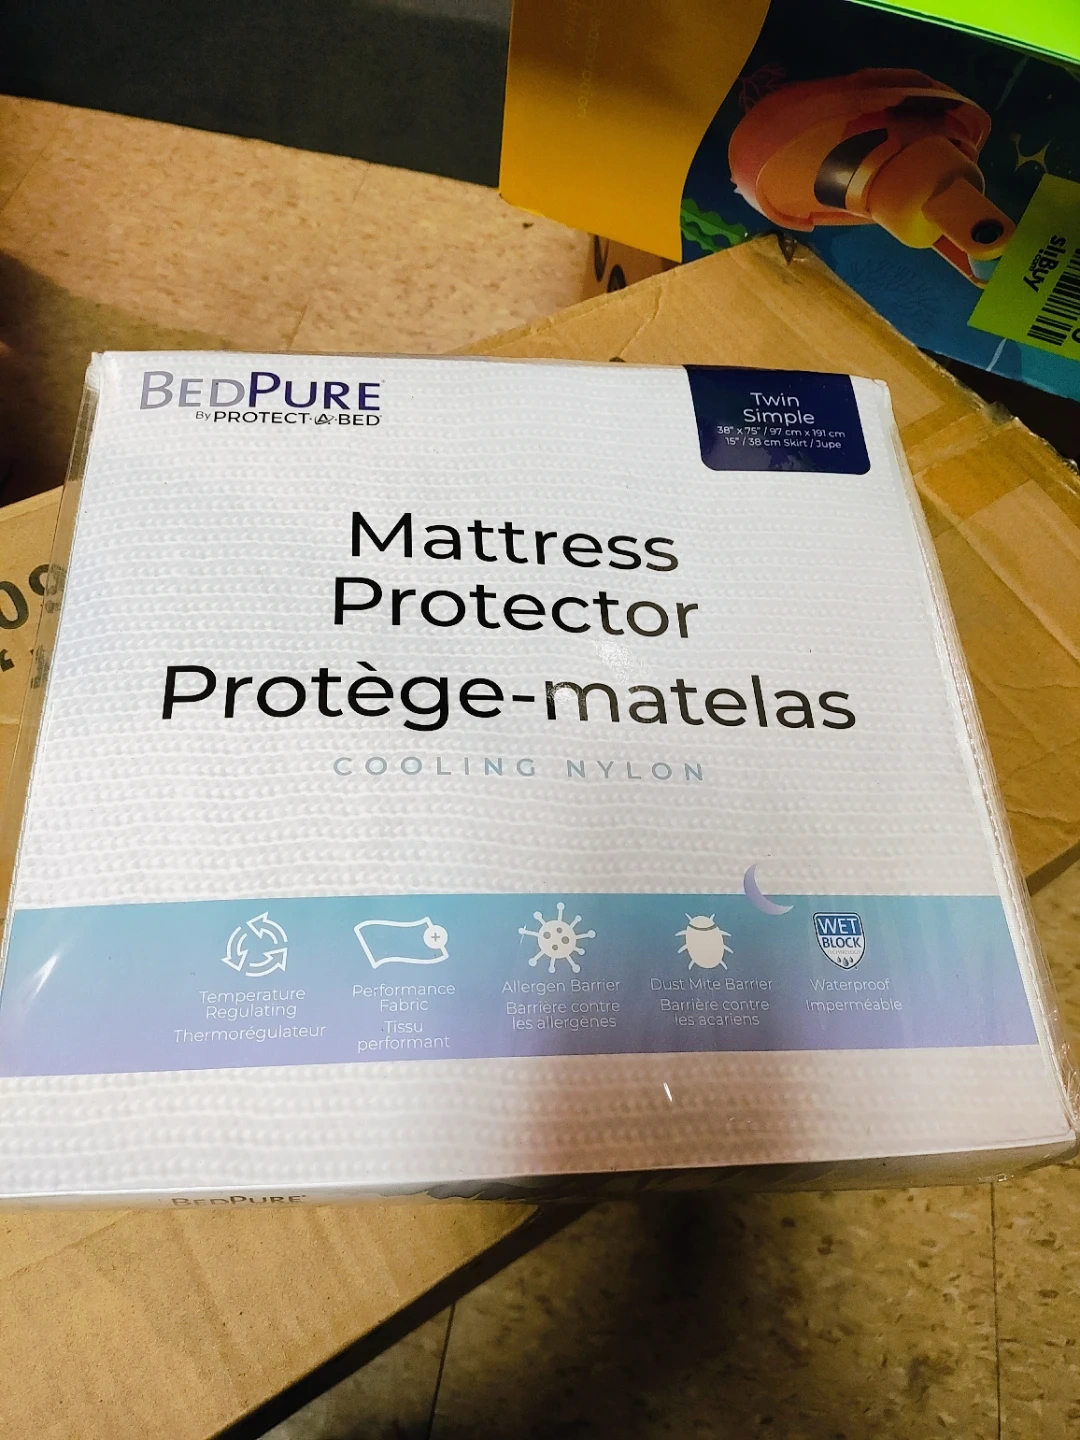 BEDPURE
By PROTECT·A·BED
Twin
Simple
38" x 75" / 97 cm x 191 cm
15" / 38 cm Skirt / Jupe
Mattress
Protector
Protège-matelas
COOLING NYLON
Temperature
Regulating
Thermorégulateur
Performance
Fabric
Tissu
performant
Allergen Barrier
Barrière contre
les allergènes
Dust Mite Barrier
Barrière contre
les acariens
WET
BLOCK
TECHNOLOGY
Waterproof
Imperméable
BEDPURE